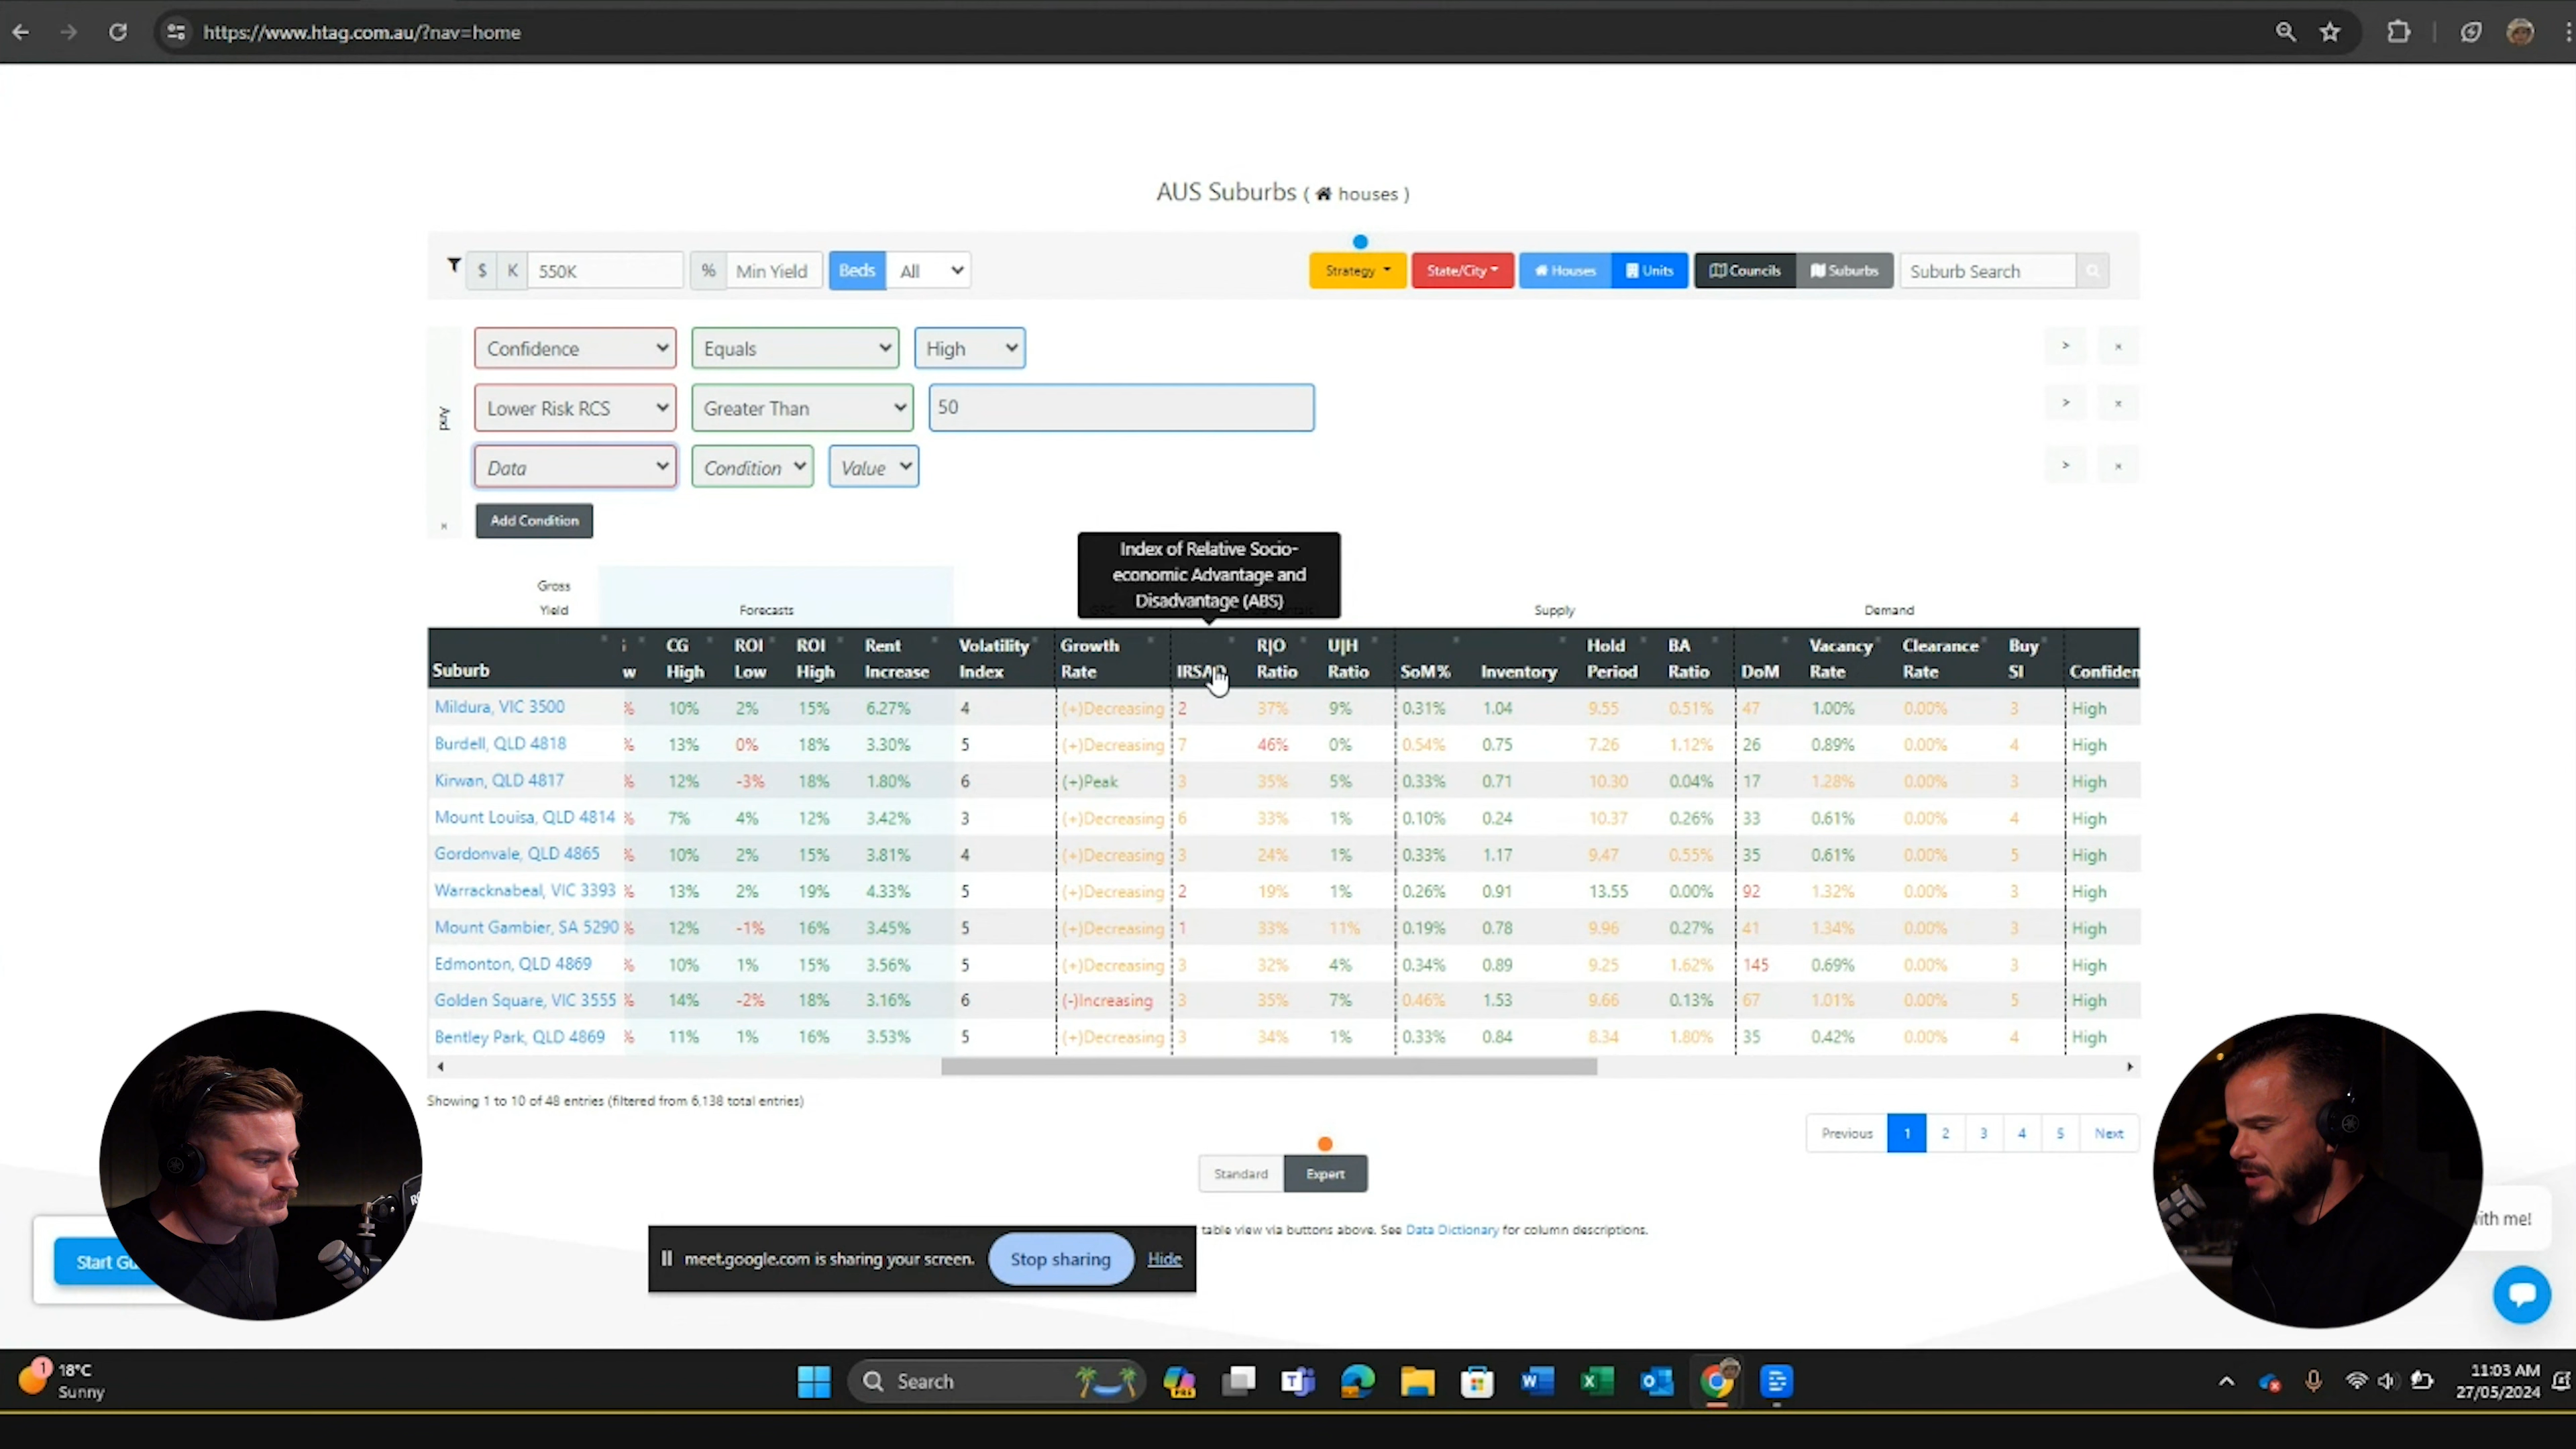 https://www.htag.com.au/?nav=home
AUS Suburbs ( houses )
$ K 550K % Min Yield Beds All Strategy State/City Houses Units Councils Suburbs Suburb Search
And
Confidence Equals High > ×
Lower Risk RCS Greater Than 50 > ×
Data Condition Value > ×
× Add Condition
Index of Relative Socio-
economic Advantage and
Disadvantage (ABS)
Gross
Yield Forecasts Supply Demand
Suburb w CG High ROI Low ROI High Rent Increase Volatility Index Growth Rate IRSAD R|O Ratio U|H Ratio SoM% Inventory Hold Period BA Ratio DoM Vacancy Rate Clearance Rate Buy SI Confiden
Mildura, VIC 3500 % 10% 2% 15% 6.27% 4 (+)Decreasing 2 37% 9% 0.31% 1.04 9.55 0.51% 47 1.00% 0.00% 3 High
Burdell, QLD 4818 % 13% 0% 18% 3.30% 5 (+)Decreasing 7 46% 0% 0.54% 0.75 7.26 1.12% 26 0.89% 0.00% 4 High
Kirwan, QLD 4817 % 12% -3% 18% 1.80% 6 (+)Peak 3 35% 5% 0.33% 0.71 10.30 0.04% 17 1.28% 0.00% 3 High
Mount Louisa, QLD 4814 % 7% 4% 12% 3.42% 3 (+)Decreasing 6 33% 1% 0.10% 0.24 10.37 0.26% 33 0.61% 0.00% 4 High
Gordonvale, QLD 4865 % 10% 2% 15% 3.81% 4 (+)Decreasing 3 24% 1% 0.33% 1.17 9.47 0.55% 35 0.61% 0.00% 5 High
Warracknabeal, VIC 3393 % 13% 2% 19% 4.33% 5 (+)Decreasing 2 19% 1% 0.26% 0.91 13.55 0.00% 92 1.32% 0.00% 3 High
Mount Gambier, SA 5290 % 12% -1% 16% 3.45% 5 (+)Decreasing 1 33% 11% 0.19% 0.78 9.96 0.27% 41 1.34% 0.00% 3 High
Edmonton, QLD 4869 % 10% 1% 15% 3.56% 5 (+)Decreasing 3 32% 4% 0.34% 0.89 9.25 1.62% 145 0.69% 0.00% 3 High
Golden Square, VIC 3555 % 14% -2% 18% 3.16% 6 (-)Increasing 3 35% 7% 0.46% 1.53 9.66 0.13% 67 1.01% 0.00% 5 High
Bentley Park, QLD 4869 % 11% 1% 16% 3.53% 5 (+)Decreasing 3 34% 1% 0.33% 0.84 8.34 1.80% 35 0.42% 0.00% 4 High
Showing 1 to 10 of 48 entries (filtered from 6,138 total entries)
Previous 1 2 3 4 5 Next
Standard Expert
table view via buttons above. See Data Dictionary for column descriptions.
ith me!
meet.google.com is sharing your screen. Stop sharing Hide
Start Gu
1 18°C
Sunny
Search
11:03 AM
27/05/2024